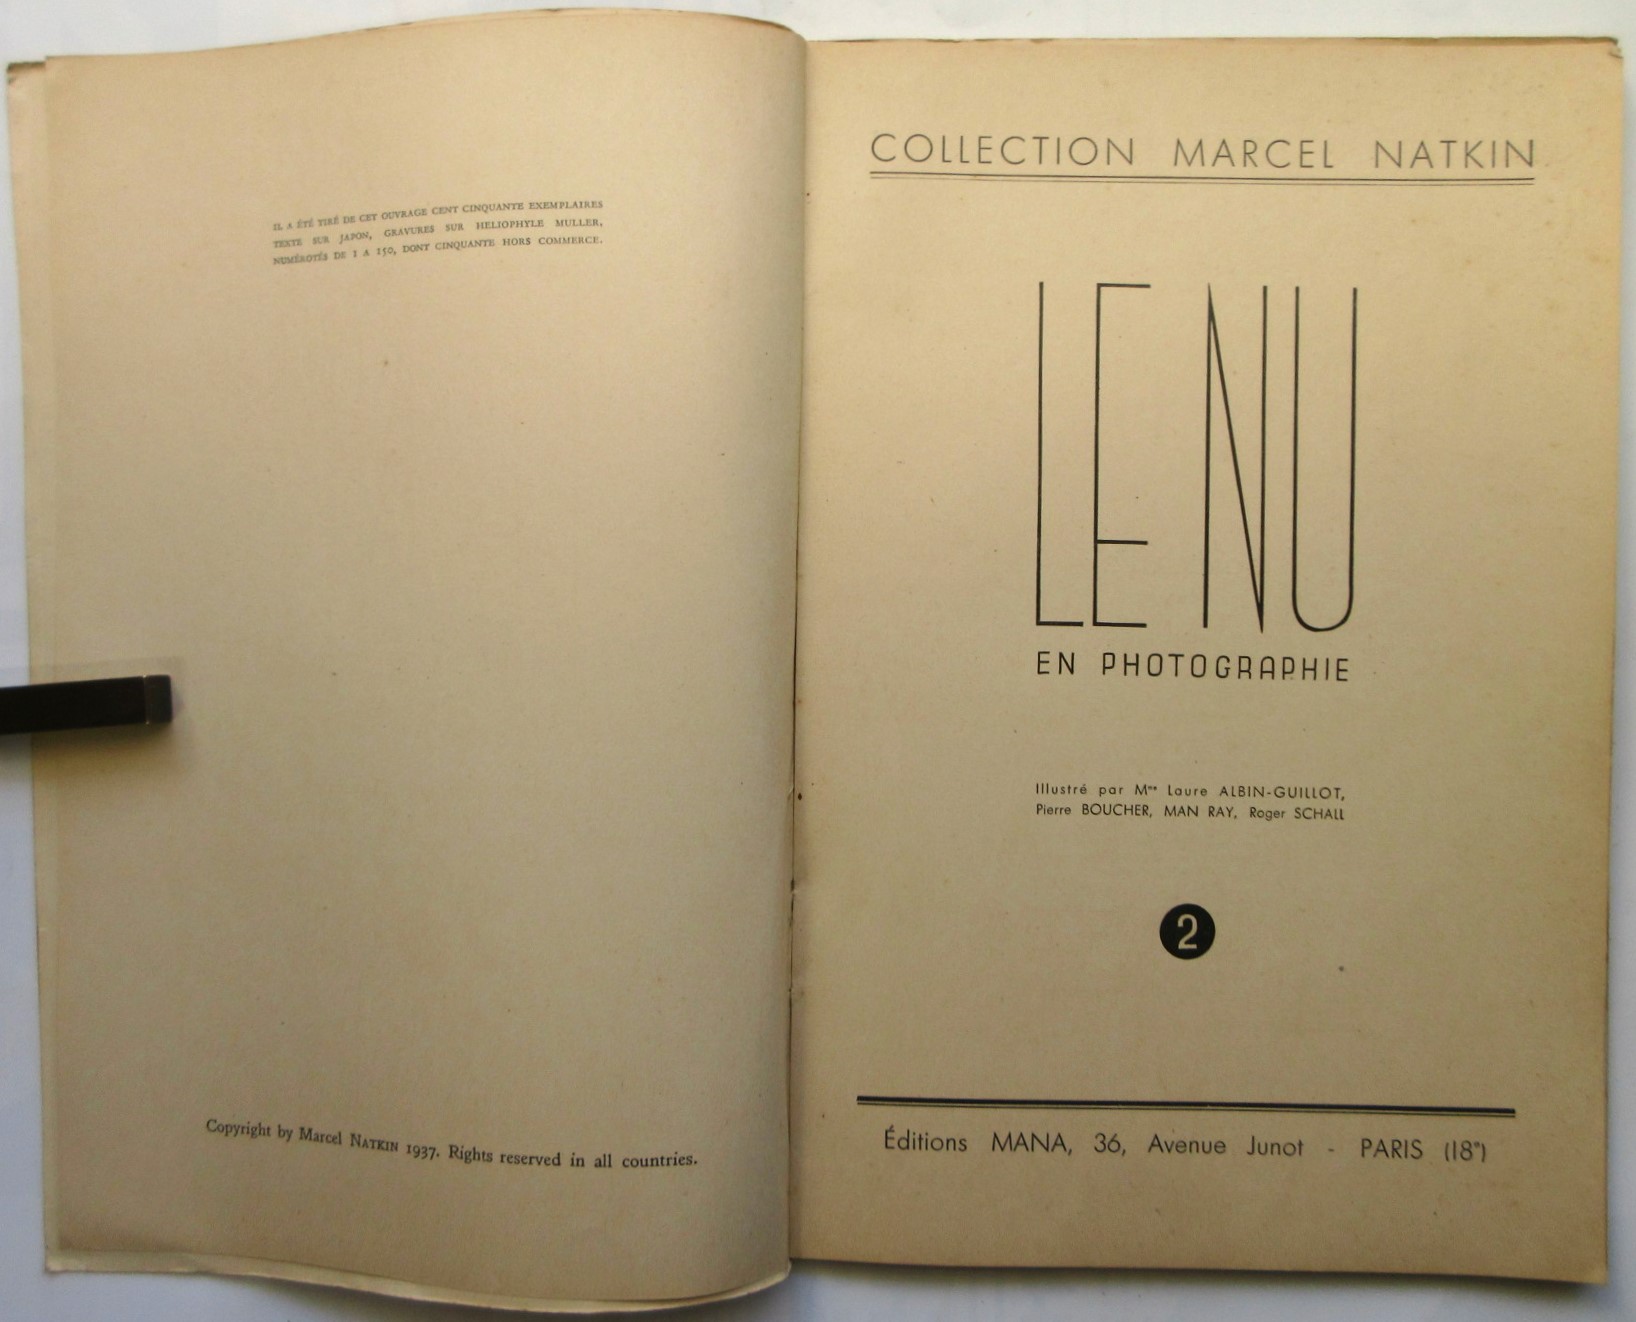 IL A ÉTÉ TIRÉ DE CET OUVRAGE CENT CINQUANTE EXEMPLAIRES
TEXTE SUR JAPON, GRAVURES SUR HELIOPHYLE MULLER,
NUMÉROTÉS DE 1 A 150, DONT CINQUANTE HORS COMMERCE.
Copyright by Marcel NATKIN 1937. Rights reserved in all countries.
COLLECTION MARCEL NATKIN
LE NU
EN PHOTOGRAPHIE
Illustré par Mme Laure ALBIN-GUILLOT,
Pierre BOUCHER, MAN RAY, Roger SCHALL
2
Éditions MANA, 36, Avenue Junot - PARIS (18e)